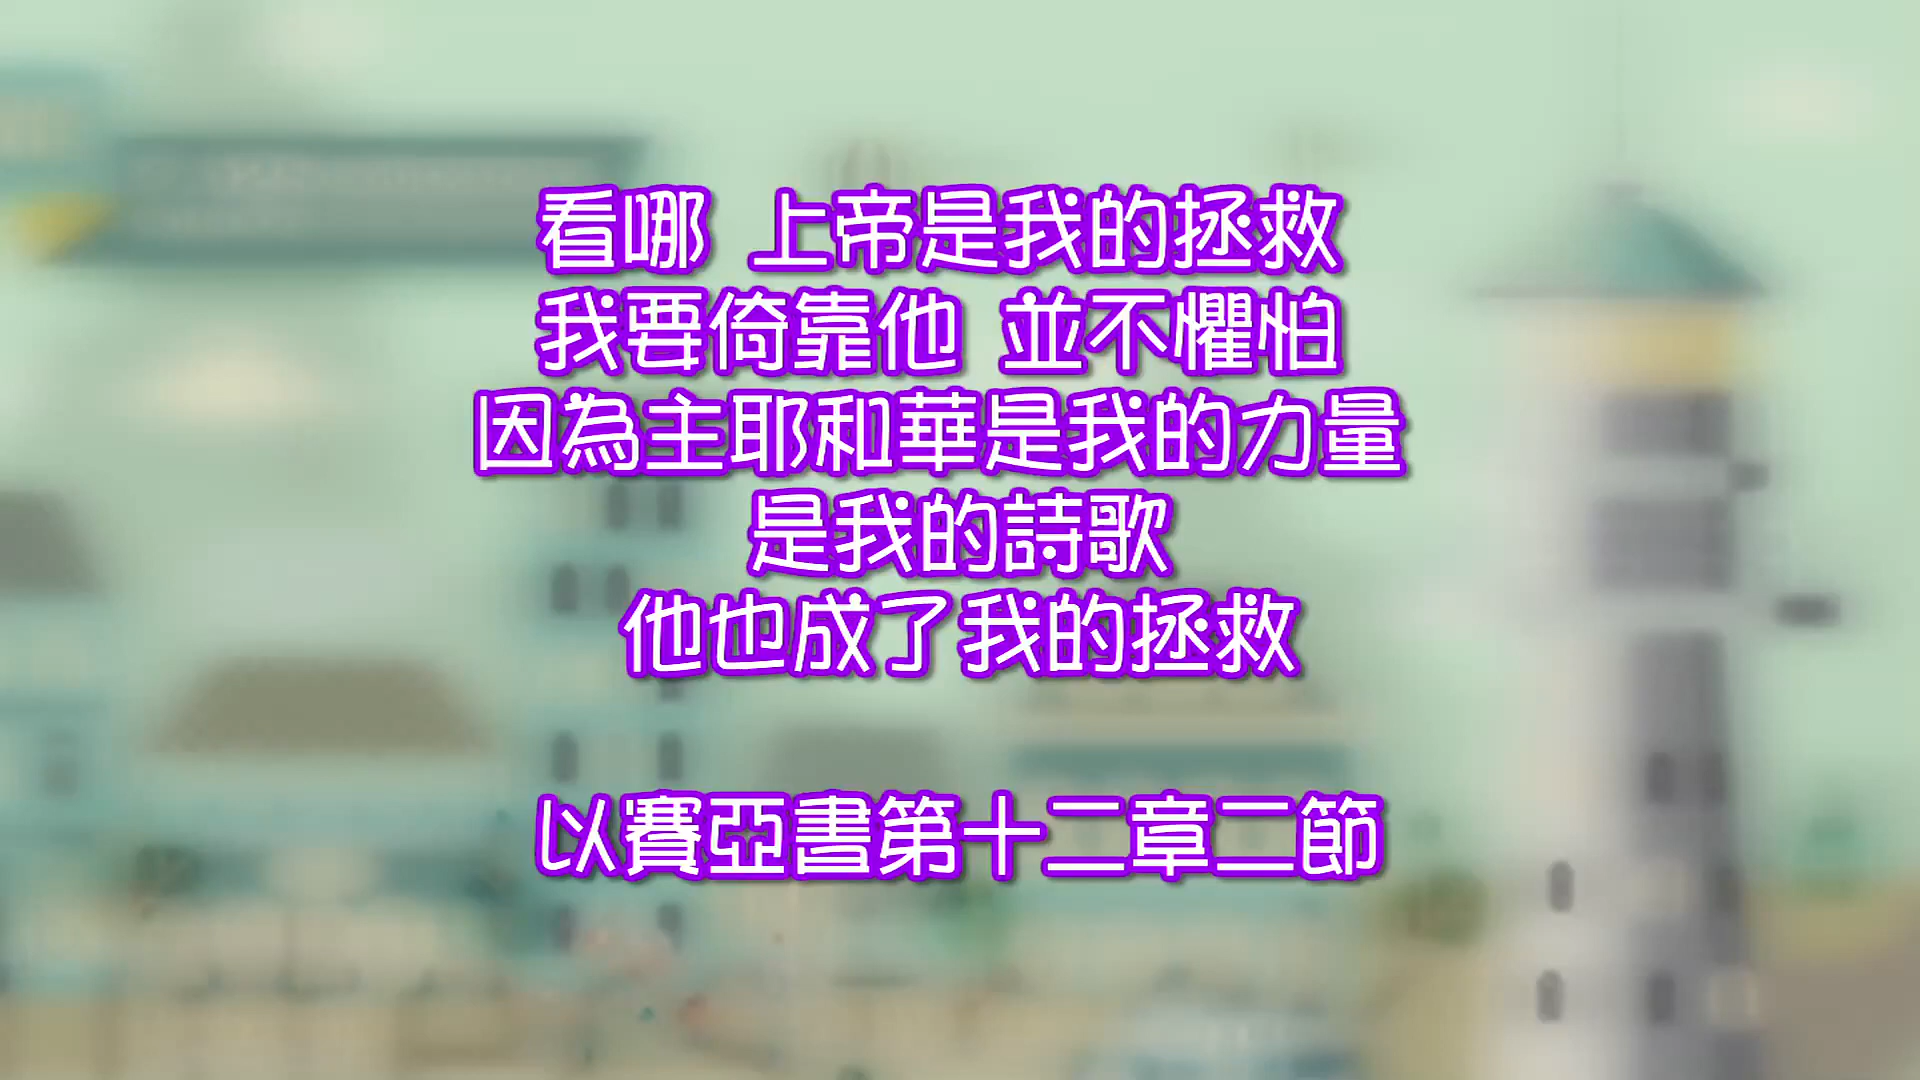 看哪 上帝是我的拯救
我要倚靠他 並不懼怕
因為主耶和華是我的力量
是我的詩歌
他也成了我的拯救
以賽亞書第十二章二節